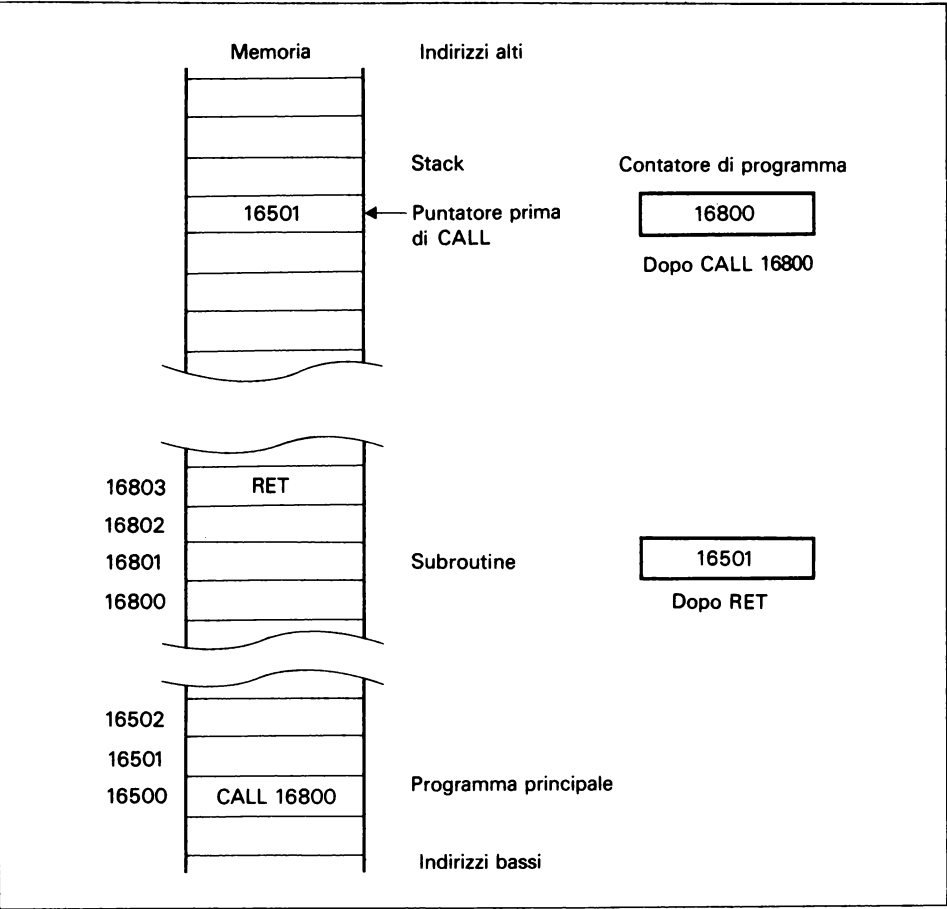 Memoria
Indirizzi alti
Stack
Contatore di programma
16501
Puntatore prima
di CALL
16800
Dopo CALL 16800
16803
RET
16802
16801
Subroutine
16501
16800
Dopo RET
16502
16501
16500
CALL 16800
Programma principale
Indirizzi bassi